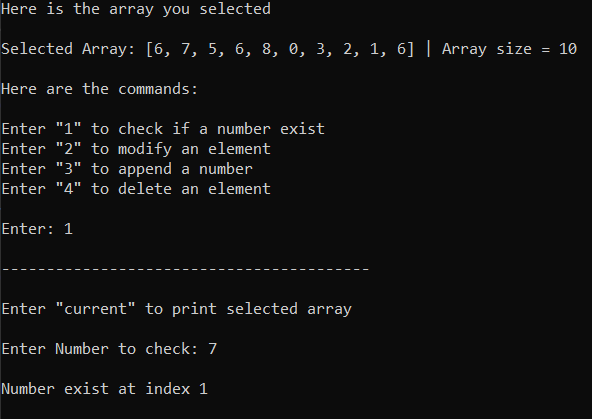 Here is the array you selected
Selected Array: [6, 7, 5, 6, 8, 0, 3, 2, 1, 6] | Array size = 10
Here are the commands:
Enter "1" to check if a number exist
Enter "2" to modify an element
Enter "3" to append a number
Enter "4" to delete an element
Enter: 1
-----------------------------------------
Enter "current" to print selected array
Enter Number to check: 7
Number exist at index 1